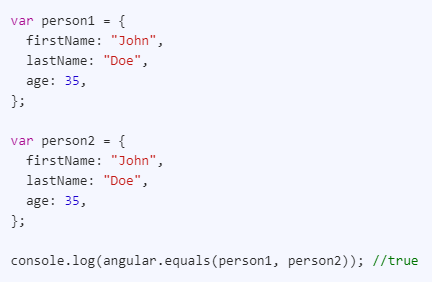 var person1 = {
  firstName: "John",
  lastName: "Doe",
  age: 35,
};

var person2 = {
  firstName: "John",
  lastName: "Doe",
  age: 35,
};

console.log(angular.equals(person1, person2)); //true